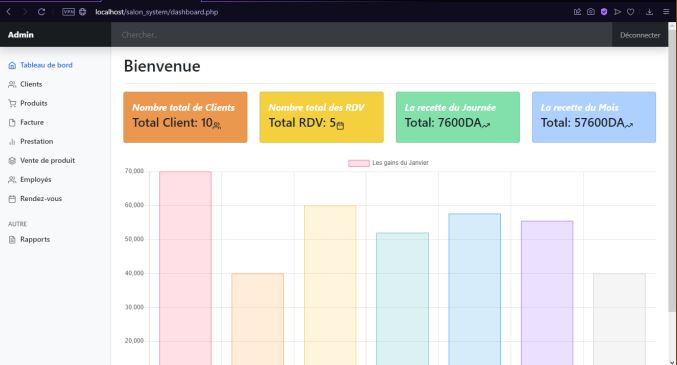 VPN
localhost/salon_system/dashboard.php
Admin
Chercher..
Déconnecter
Tableau de bord
Clients
Produits
Facture
Prestation
Vente de produit
Employés
Rendez-vous
AUTRE
Rapports
Bienvenue
Nombre total de Clients
Total Client: 10
Nombre total des RDV
Total RDV: 5
La recette du Journée
Total: 7600DA
La recette du Mois
Total: 57600DA
Les gains du Janvier
70,000
60,000
50,000
40,000
30,000
20,000